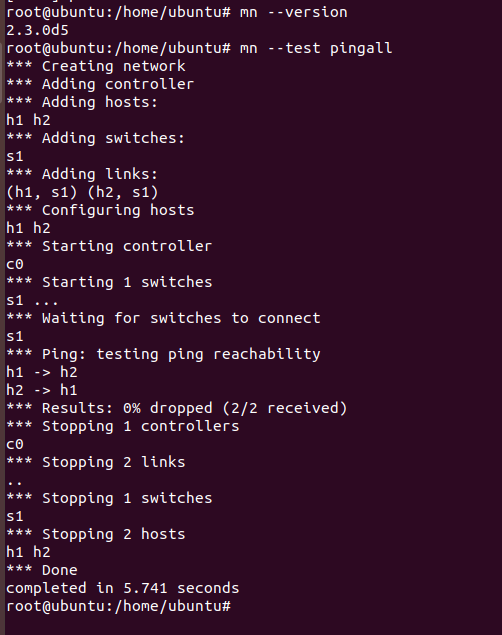 root@ubuntu:/home/ubuntu# mn --version
2.3.0d5
root@ubuntu:/home/ubuntu# mn --test pingall
*** Creating network
*** Adding controller
*** Adding hosts:
h1 h2
*** Adding switches:
s1
*** Adding links:
(h1, s1) (h2, s1)
*** Configuring hosts
h1 h2
*** Starting controller
c0
*** Starting 1 switches
s1 ...
*** Waiting for switches to connect
s1
*** Ping: testing ping reachability
h1 -> h2
h2 -> h1
*** Results: 0% dropped (2/2 received)
*** Stopping 1 controllers
c0
*** Stopping 2 links
..
*** Stopping 1 switches
s1
*** Stopping 2 hosts
h1 h2
*** Done
completed in 5.741 seconds
root@ubuntu:/home/ubuntu#